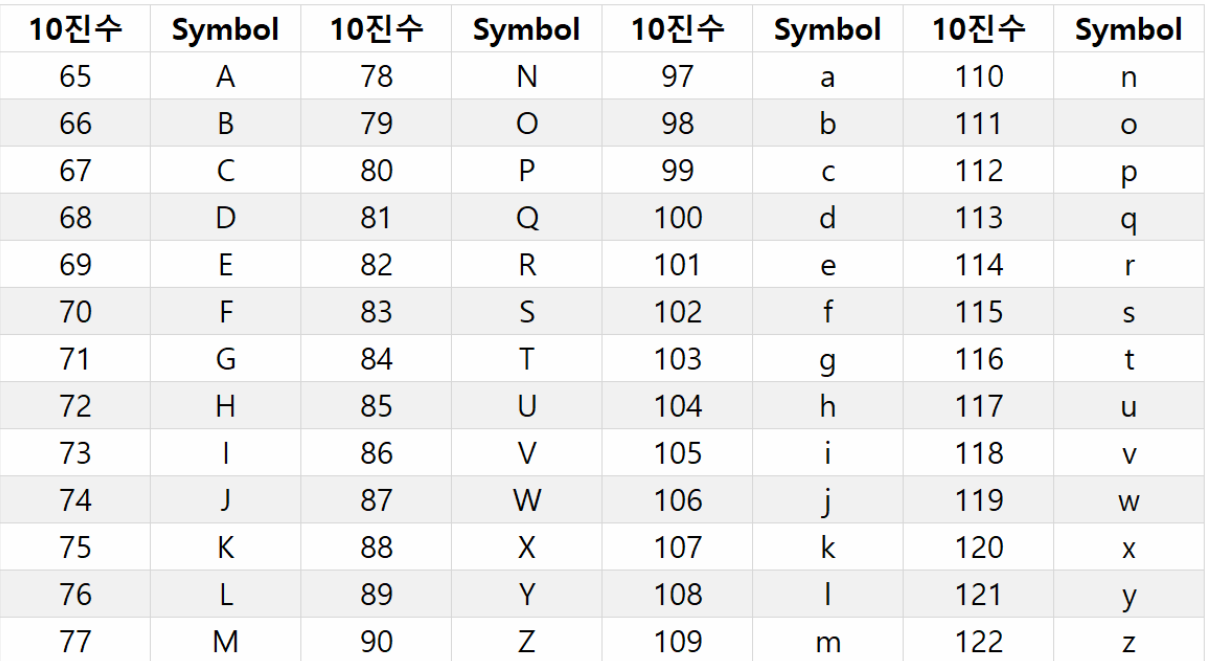 10진수 Symbol 10진수 Symbol 10진수 Symbol 10진수 Symbol
65 A 78 N 97 a 110 n
66 B 79 O 98 b 111 o
67 C 80 P 99 c 112 p
68 D 81 Q 100 d 113 q
69 E 82 R 101 e 114 r
70 F 83 S 102 f 115 s
71 G 84 T 103 g 116 t
72 H 85 U 104 h 117 u
73 I 86 V 105 i 118 v
74 J 87 W 106 j 119 w
75 K 88 X 107 k 120 x
76 L 89 Y 108 l 121 y
77 M 90 Z 109 m 122 z